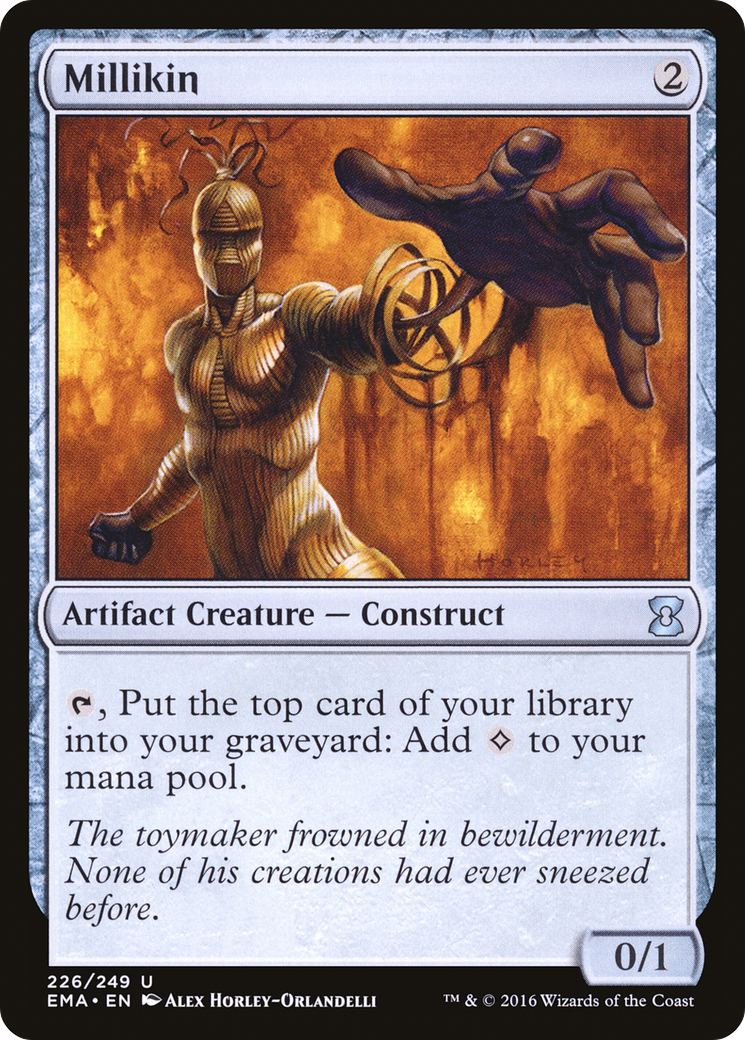 Millikin 2
HORLEY
Artifact Creature — Construct
, Put the top card of your library
into your graveyard: Add to your
mana pool.
The toymaker frowned in bewilderment.
None of his creations had ever sneezed
before.
0/1
226/249 U
EMA • EN Alex Horley-Orlandelli
™ & © 2016 Wizards of the Coast